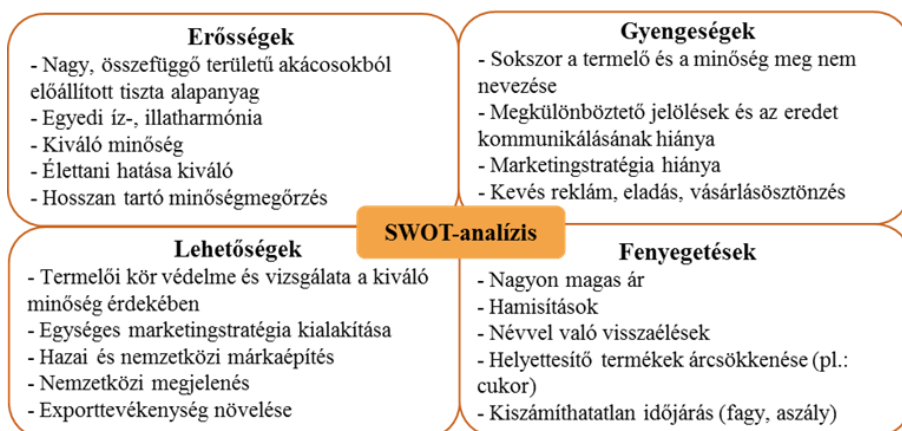 Erősségek
- Nagy, összefüggő területű akácosokból
előállított tiszta alapanyag
- Egyedi íz-, illatharmónia
- Kiváló minőség
- Élettani hatása kiváló
- Hosszan tartó minőségmegőrzés
Gyengeségek
- Sokszor a termelő és a minőség meg nem
nevezése
- Megkülönböztető jelölések és az eredet
kommunikálásának hiánya
- Marketingstratégia hiánya
- Kevés reklám, eladás, vásárlásösztönzés
SWOT-analízis
Lehetőségek
- Termelői kör védelme és vizsgálata a kiváló
minőség érdekében
- Egységes marketingstratégia kialakítása
- Hazai és nemzetközi márkaépítés
- Nemzetközi megjelenés
- Exporttevékenység növelése
Fenyegetések
- Nagyon magas ár
- Hamisítások
- Névvel való visszaélések
- Helyettesítő termékek árcsökkenése (pl.:
cukor)
- Kiszámíthatatlan időjárás (fagy, aszály)